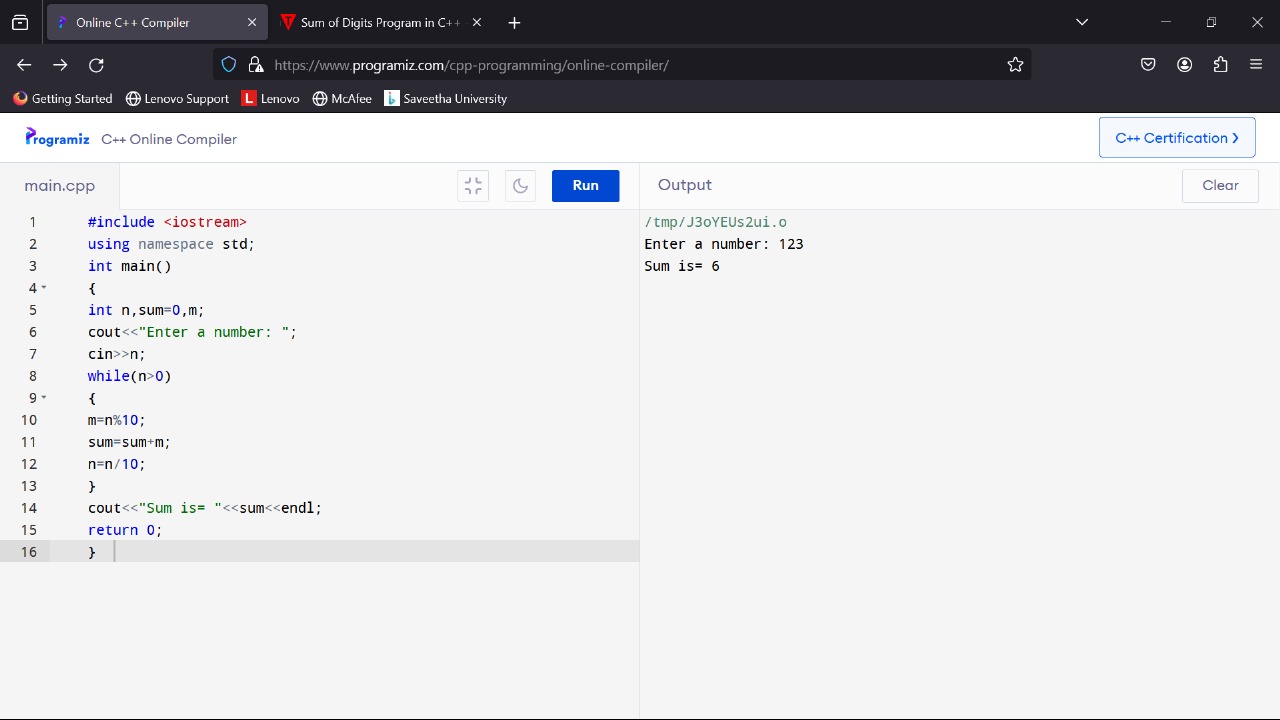 Online C++ Compiler
Sum of Digits Program in C++
https://www.programiz.com/cpp-programming/online-compiler/
Getting Started Lenovo Support L Lenovo McAfee Saveetha University
Programiz C++ Online Compiler C++ Certification ❯
main.cpp Run Output Clear
1 #include <iostream>
2 using namespace std;
3 int main()
4 {
5 int n,sum=0,m;
6 cout<<"Enter a number: ";
7 cin>>n;
8 while(n>0)
9 {
10 m=n%10;
11 sum=sum+m;
12 n=n/10;
13 }
14 cout<<"Sum is= "<<sum<<endl;
15 return 0;
16 }
/tmp/J3oYEUs2ui.o
Enter a number: 123
Sum is= 6